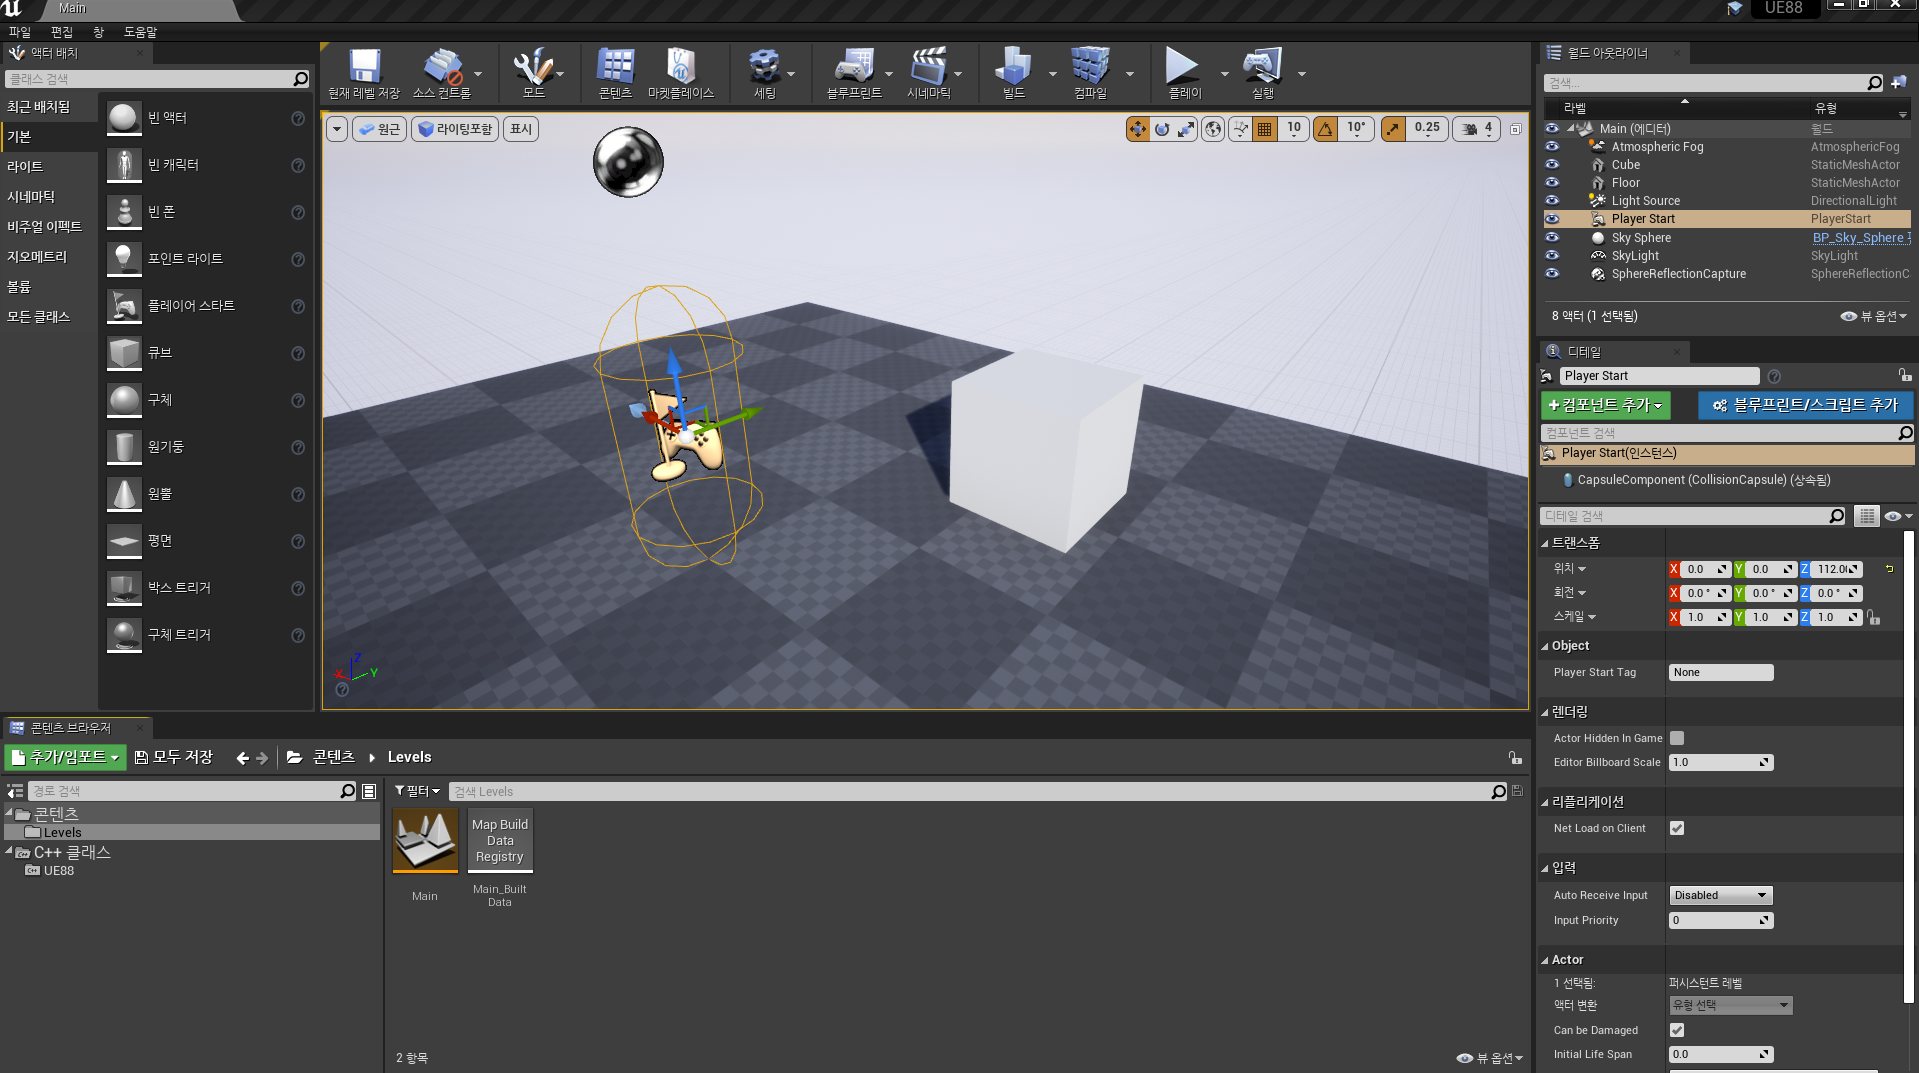 Main
UE88
파일 편집 창 도움말
액터 배치
클래스 검색
최근 배치됨
기본
라이트
시네마틱
비주얼 이펙트
지오메트리
볼륨
모든 클래스
빈 액터
빈 캐릭터
빈 폰
포인트 라이트
플레이어 스타트
큐브
구체
원기둥
원뿔
평면
박스 트리거
구체 트리거
현재 레벨 저장 소스 컨트롤 모드 콘텐츠 마켓플레이스 세팅 블루프린트 시네마틱 빌드 컴파일 플레이 실행
원근 라이팅포함 표시
10 10° 0.25 4
Z
X Y
월드 아웃라이너
검색...
라벨 유형
Main (에디터) 월드
Atmospheric Fog AtmosphericFog
Cube StaticMeshActor
Floor StaticMeshActor
Light Source DirectionalLight
Player Start PlayerStart
Sky Sphere BP_Sky_Sphere
SkyLight SkyLight
SphereReflectionCapture SphereReflectionC
8 액터 (1 선택됨) 뷰 옵션
디테일
Player Start
+컴포넌트 추가 블루프린트/스크립트 추가
컴포넌트 검색
Player Start(인스턴스)
CapsuleComponent (CollisionCapsule) (상속됨)
디테일 검색
트랜스폼
위치 X 0.0 Y 0.0 Z 112.0
회전 X 0.0 ° Y 0.0 ° Z 0.0 °
스케일 X 1.0 Y 1.0 Z 1.0
Object
Player Start Tag None
렌더링
Actor Hidden In Game
Editor Billboard Scale 1.0
리플리케이션
Net Load on Client
입력
Auto Receive Input Disabled
Input Priority 0
Actor
1 선택됨: 퍼시스턴트 레벨
액터 변환 유형 선택
Can be Damaged
Initial Life Span 0.0
콘텐츠 브라우저
추가/임포트 모두 저장 콘텐츠 Levels
경로 검색
콘텐츠
Levels
C++ 클래스
UE88
필터 검색 Levels
Map Build
Data
Registry
Main
Main_Built
Data
2 항목 뷰 옵션